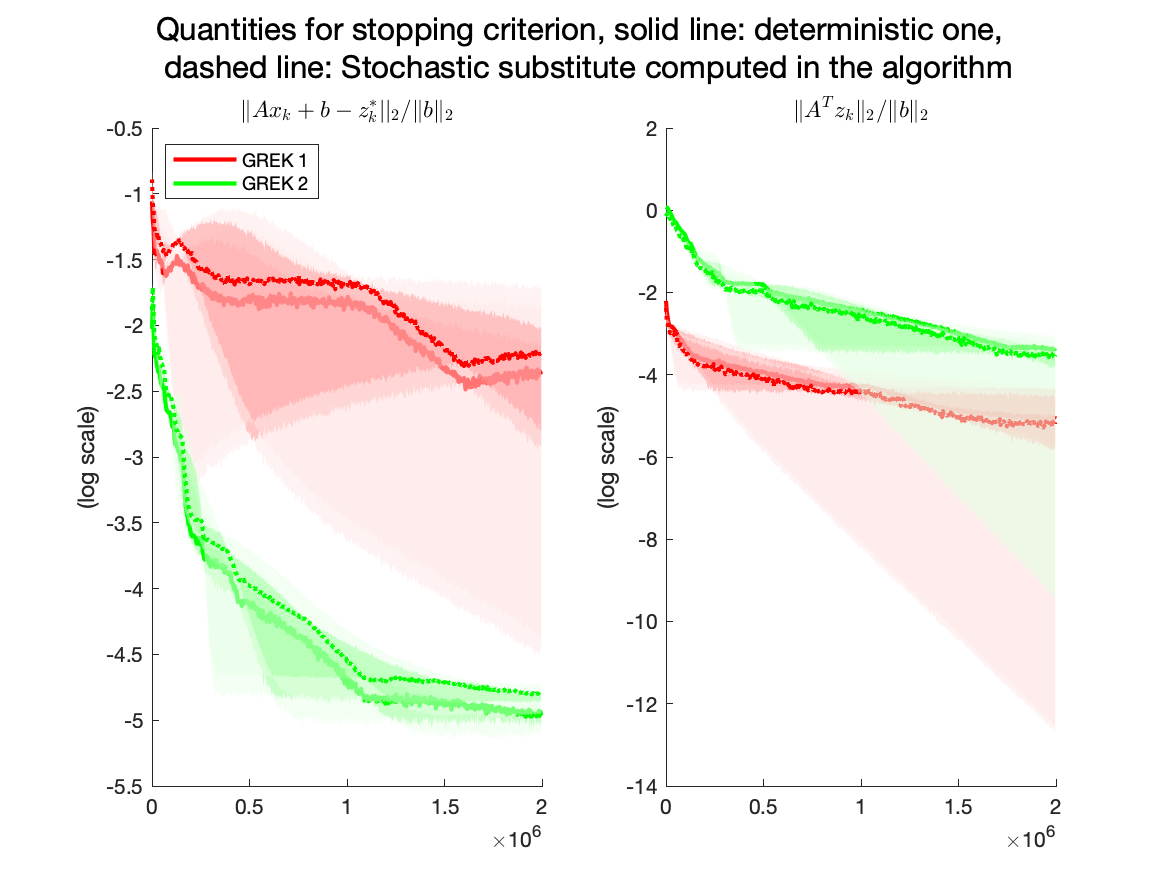 Quantities for stopping criterion, solid line: deterministic one,
dashed line: Stochastic substitute computed in the algorithm
‖Ax_k + b − z_k^*||_2/‖b‖_2
-0.5
-1
-1.5
-2
-2.5
-3
-3.5
-4
-4.5
-5
-5.5
(log scale)
GREK 1
GREK 2
0 0.5 1 1.5 2
×10^6
‖A^T z_k‖_2/‖b‖_2
2
0
-2
-4
-6
-8
-10
-12
-14
(log scale)
0 0.5 1 1.5 2
×10^6